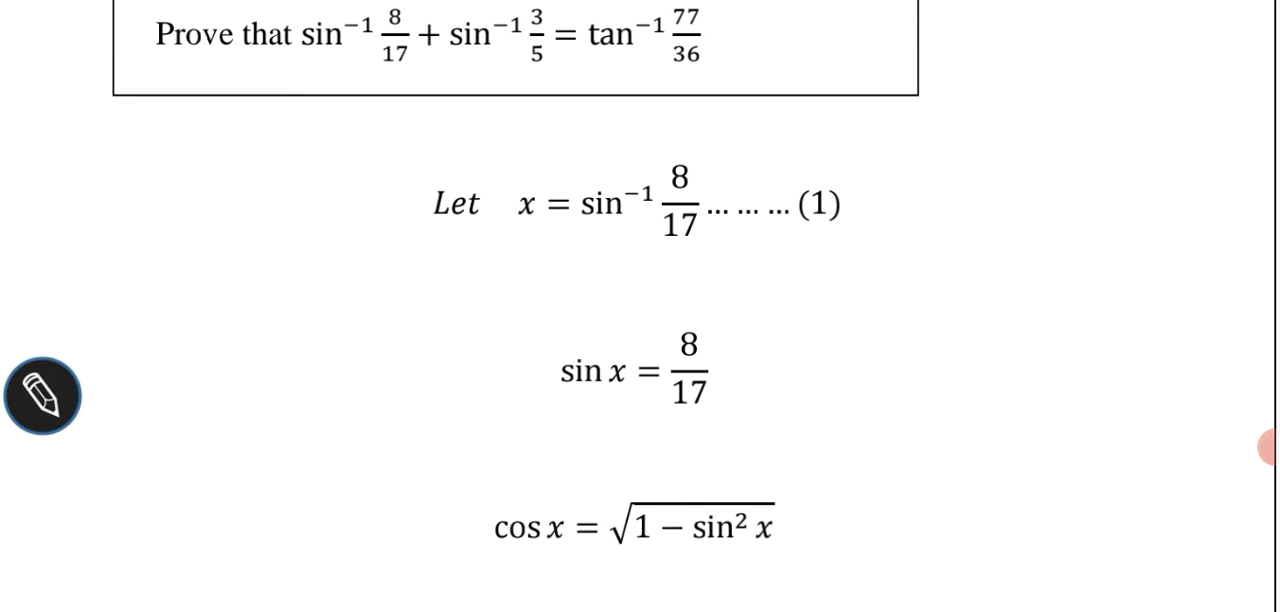 Prove that sin⁻¹ 8/17 + sin⁻¹ 3/5 = tan⁻¹ 77/36
Let x = sin⁻¹ 8/17 … … … (1)
sin x = 8/17
cos x = √(1 − sin² x)